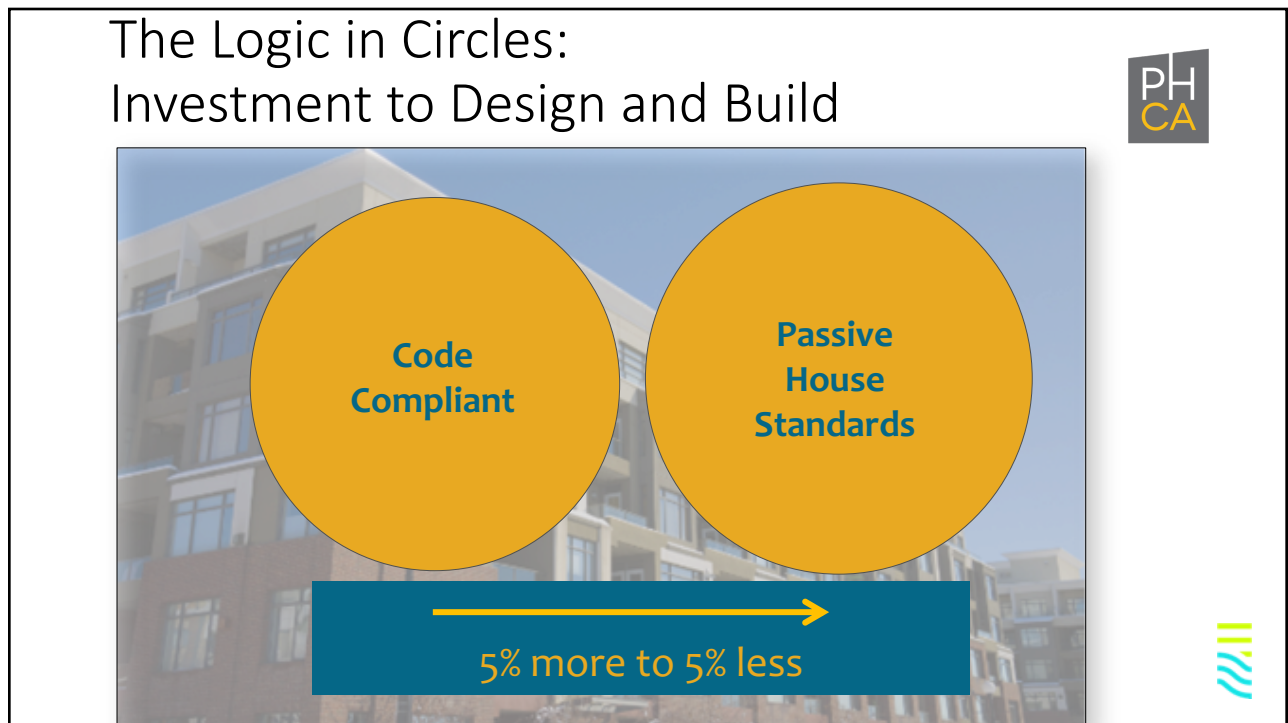 The Logic in Circles:
Investment to Design and Build
PH
CA
Code
Compliant
Passive
House
Standards
5% more to 5% less